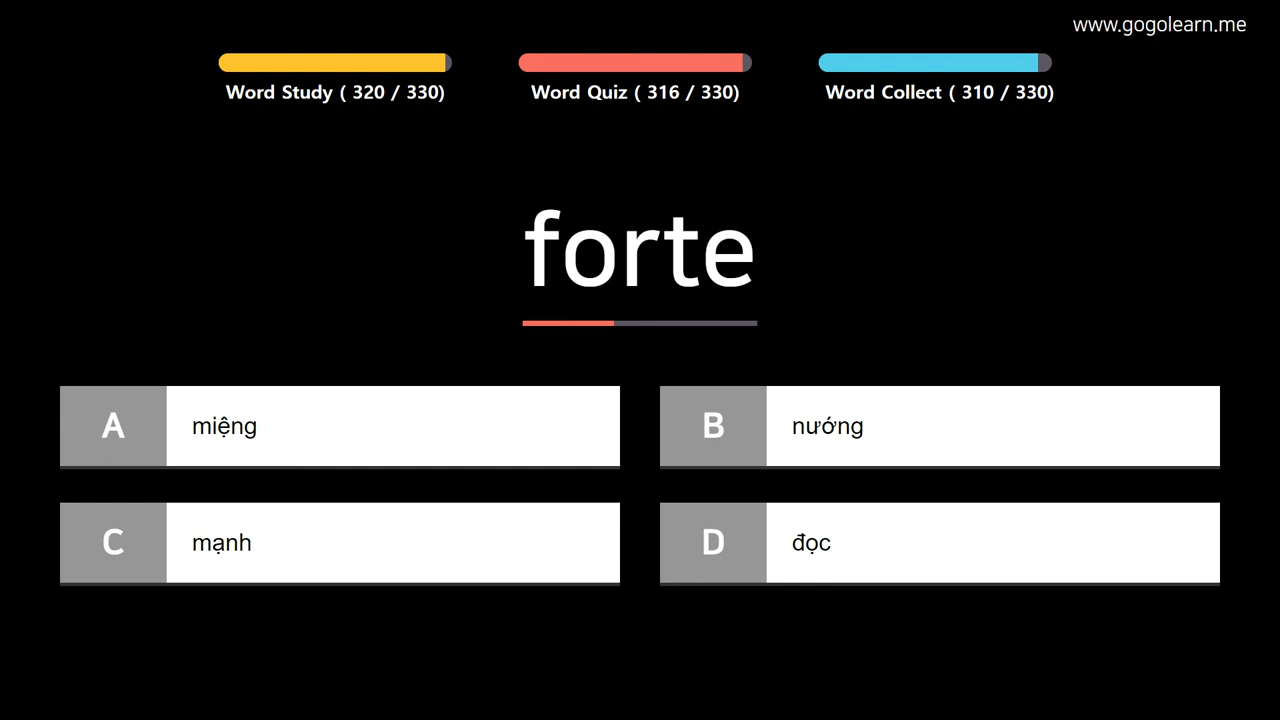 www.gogolearn.me
Word Study ( 320 / 330)
Word Quiz ( 316 / 330)
Word Collect ( 310 / 330)
forte
A miệng
B nướng
C mạnh
D đọc